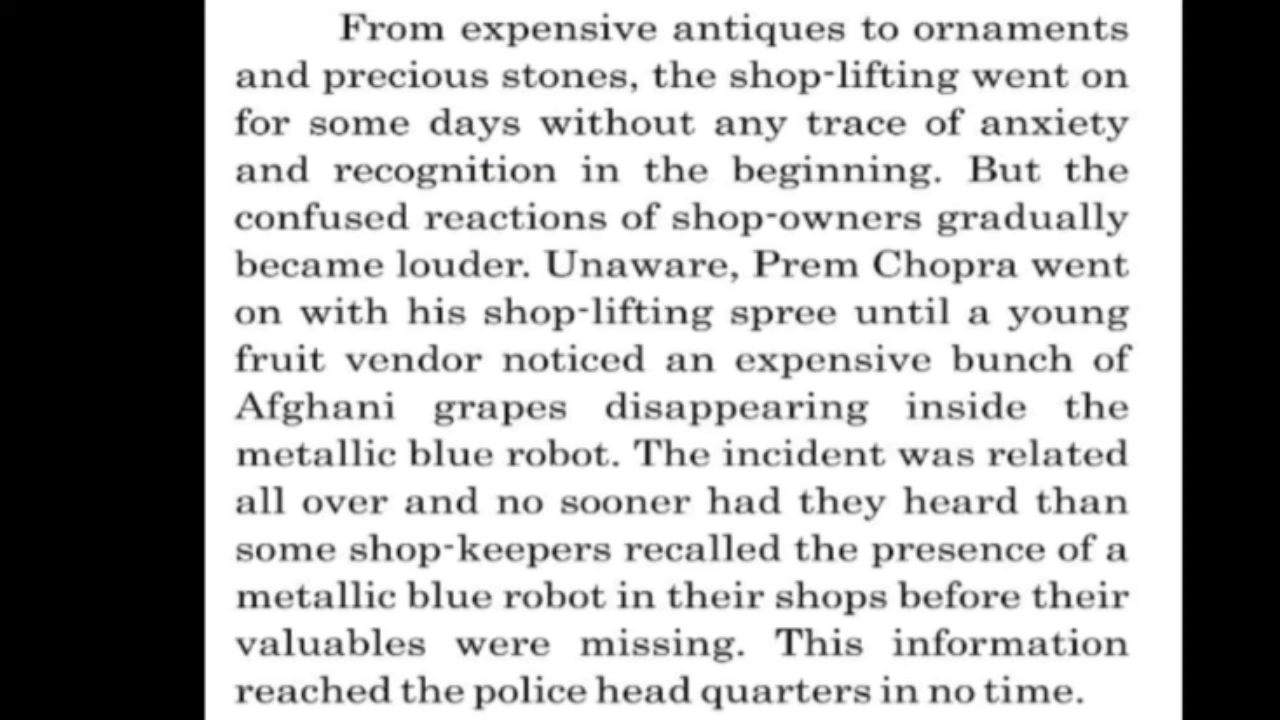 From expensive antiques to ornaments
and precious stones, the shop-lifting went on
for some days without any trace of anxiety
and recognition in the beginning. But the
confused reactions of shop-owners gradually
became louder. Unaware, Prem Chopra went
on with his shop-lifting spree until a young
fruit vendor noticed an expensive bunch of
Afghani grapes disappearing inside the
metallic blue robot. The incident was related
all over and no sooner had they heard than
some shop-keepers recalled the presence of a
metallic blue robot in their shops before their
valuables were missing. This information
reached the police head quarters in no time.